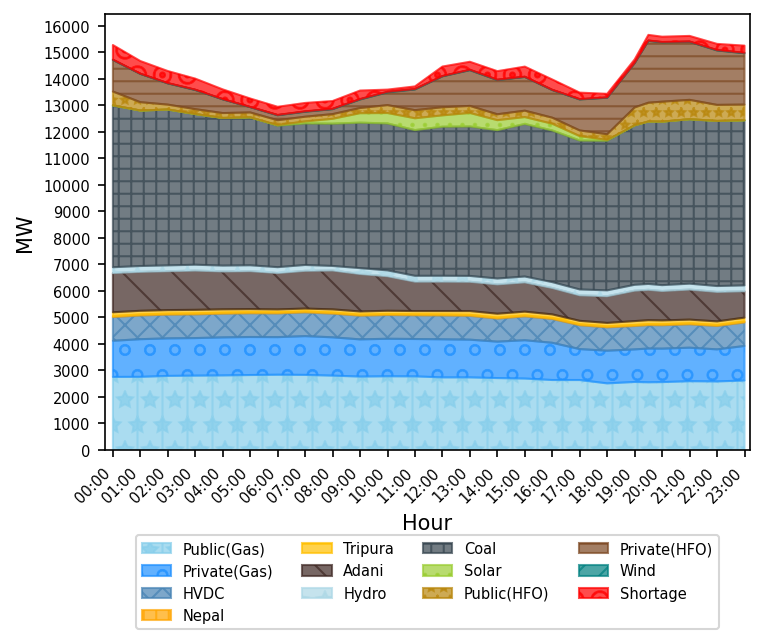 16000
15000
14000
13000
12000
11000
10000
9000
8000
7000
6000
5000
4000
3000
2000
1000
0
MW
00:00 01:00 02:00 03:00 04:00 05:00 06:00 07:00 08:00 09:00 10:00 11:00 12:00 13:00 14:00 15:00 16:00 17:00 18:00 19:00 20:00 21:00 22:00 23:00
Hour
Public(Gas) Tripura Coal Private(HFO)
Private(Gas) Adani Solar Wind
HVDC Hydro Public(HFO) Shortage
Nepal